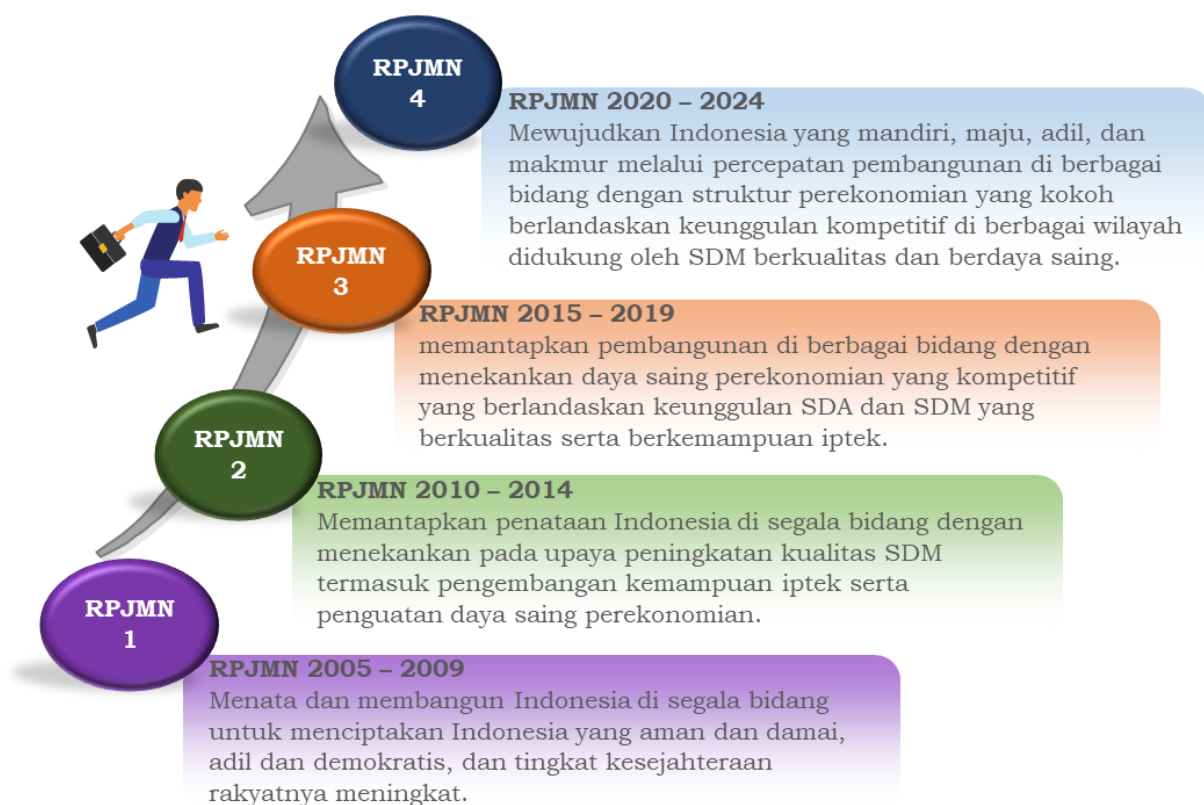 RPJMN
4
RPJMN 2020 – 2024
Mewujudkan Indonesia yang mandiri, maju, adil, dan
makmur melalui percepatan pembangunan di berbagai
bidang dengan struktur perekonomian yang kokoh
berlandaskan keunggulan kompetitif di berbagai wilayah
didukung oleh SDM berkualitas dan berdaya saing.
RPJMN
3
RPJMN 2015 – 2019
memantapkan pembangunan di berbagai bidang dengan
menekankan daya saing perekonomian yang kompetitif
yang berlandaskan keunggulan SDA dan SDM yang
berkualitas serta berkemampuan iptek.
RPJMN
2
RPJMN 2010 – 2014
Memantapkan penataan Indonesia di segala bidang dengan
menekankan pada upaya peningkatan kualitas SDM
termasuk pengembangan kemampuan iptek serta
penguatan daya saing perekonomian.
RPJMN
1
RPJMN 2005 – 2009
Menata dan membangun Indonesia di segala bidang
untuk menciptakan Indonesia yang aman dan damai,
adil dan demokratis, dan tingkat kesejahteraan
rakyatnya meningkat.